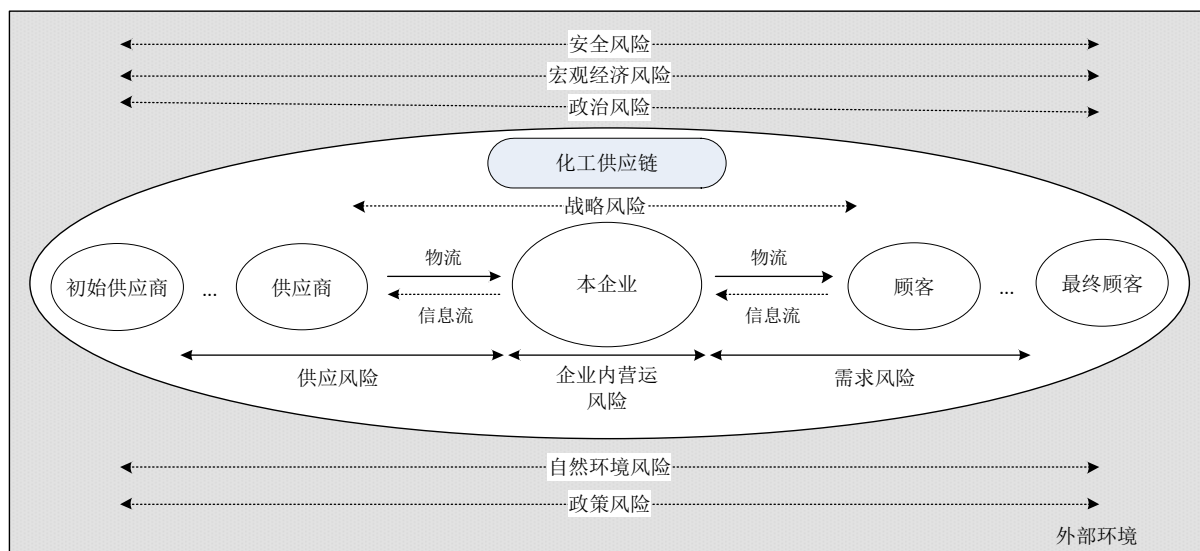 安全风险
宏观经济风险
政治风险
化工供应链
战略风险
物流
物流
初始供应商
...
供应商
本企业
顾客
...
最终顾客
信息流
信息流
供应风险
企业内营运
风险
需求风险
自然环境风险
政策风险
外部环境